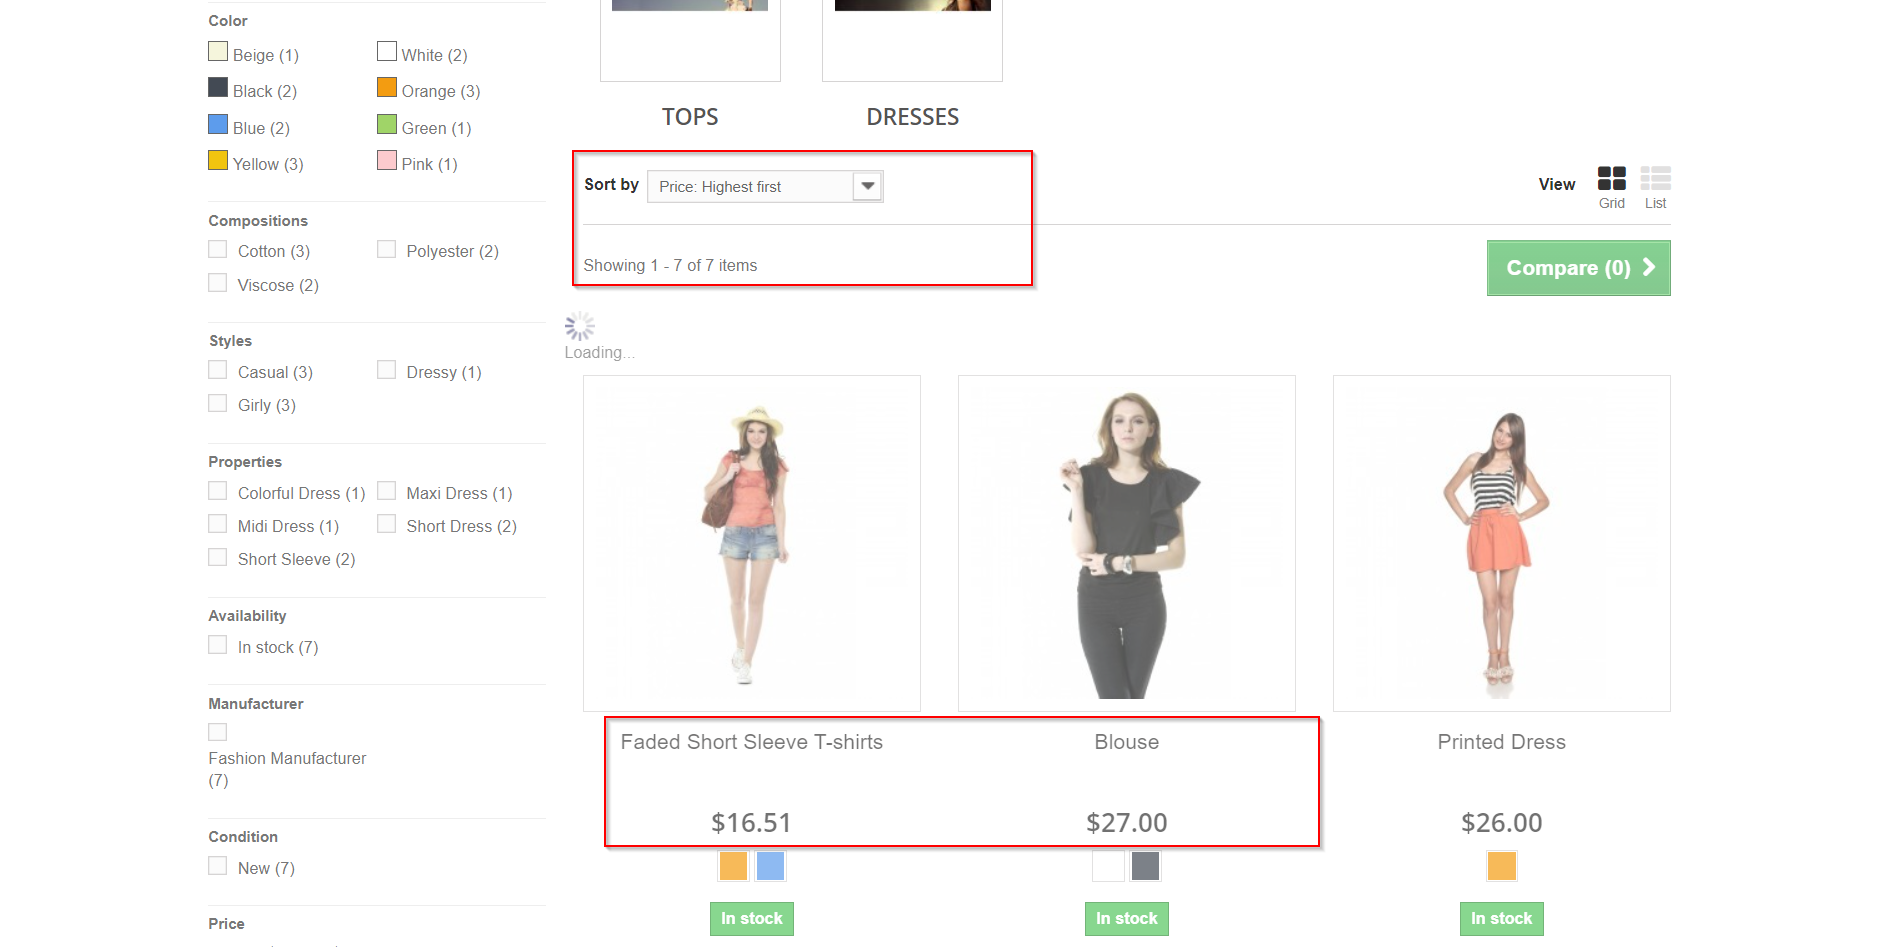 Color
Beige (1)
White (2)
Black (2)
Orange (3)
Blue (2)
Green (1)
Yellow (3)
Pink (1)
Compositions
Cotton (3)
Polyester (2)
Viscose (2)
Styles
Casual (3)
Dressy (1)
Girly (3)
Properties
Colorful Dress (1)
Maxi Dress (1)
Midi Dress (1)
Short Dress (2)
Short Sleeve (2)
Availability
In stock (7)
Manufacturer
Fashion Manufacturer
(7)
Condition
New (7)
Price
TOPS
DRESSES
Sort by
Price: Highest first
View
Grid
List
Showing 1 - 7 of 7 items
Compare (0)
Loading...
Faded Short Sleeve T-shirts
Blouse
Printed Dress
$16.51
$27.00
$26.00
In stock
In stock
In stock